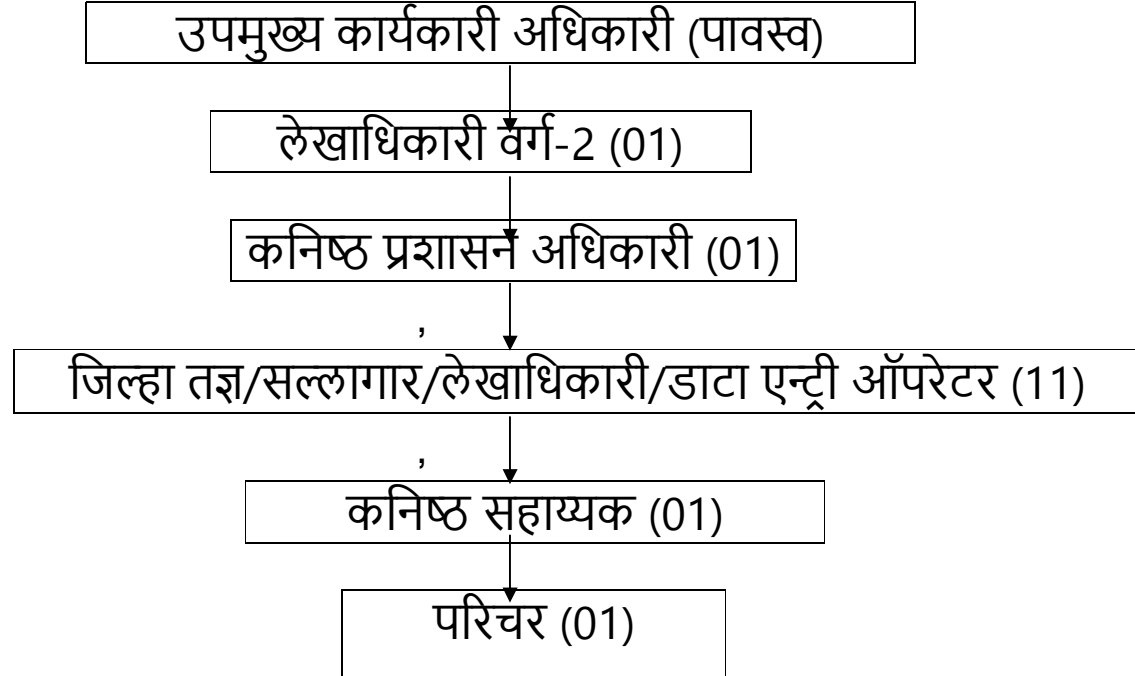 उपमुख्य कार्यकारी अधिकारी (पावस्व)
लेखाधिकारी वर्ग-2 (01)
कनिष्ठ प्रशासन अधिकारी (01)
,
जिल्हा तज्ञ/सल्लागार/लेखाधिकारी/डाटा एन्ट्री ऑपरेटर (11)
,
कनिष्ठ सहाय्यक (01)
परिचर (01)